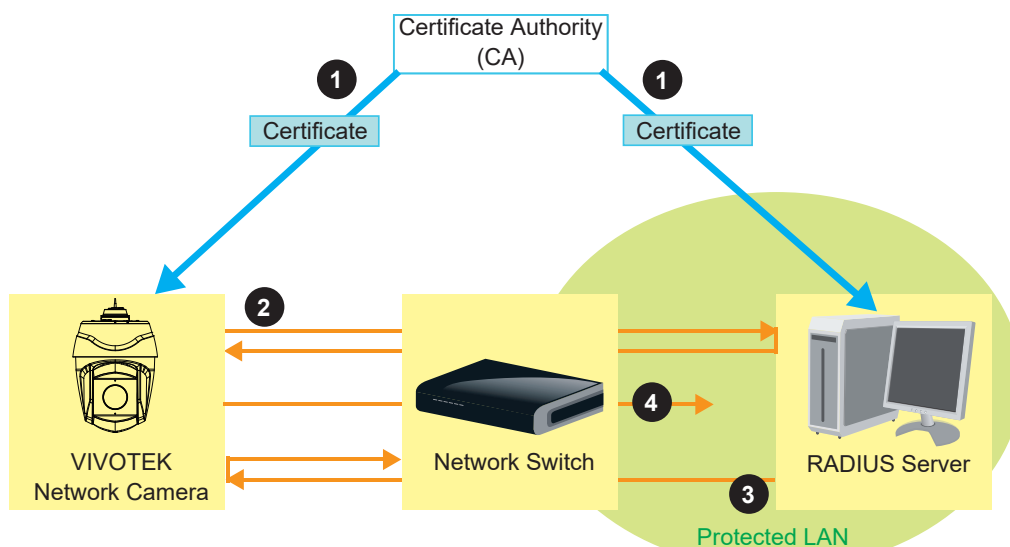 Certificate Authority
(CA)
1
1
Certificate
Certificate
2
4
VIVOTEK
Network Camera
Network Switch
RADIUS Server
3
Protected LAN